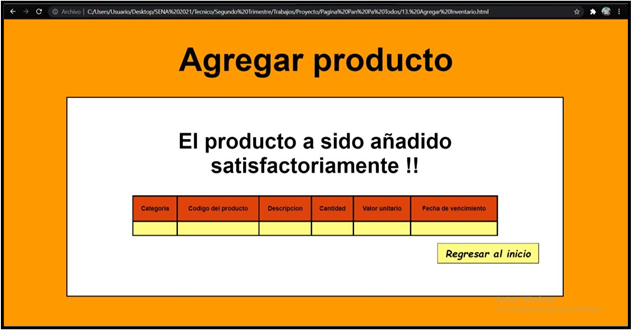 Archivo | C:/Users/Usuario/Desktop/SENA%202021/Tecnico/Segundo%20Trimestre/Trabajos/Proyecto/Pagina%20Pan%20Pa%20Todos/13.%20Agregar%20Inventario.html
Agregar producto
El producto a sido añadido
satisfactoriamente !!
Categoria Codigo del producto Descripcion Cantidad Valor unitario Fecha de vencimiento
Regresar al inicio